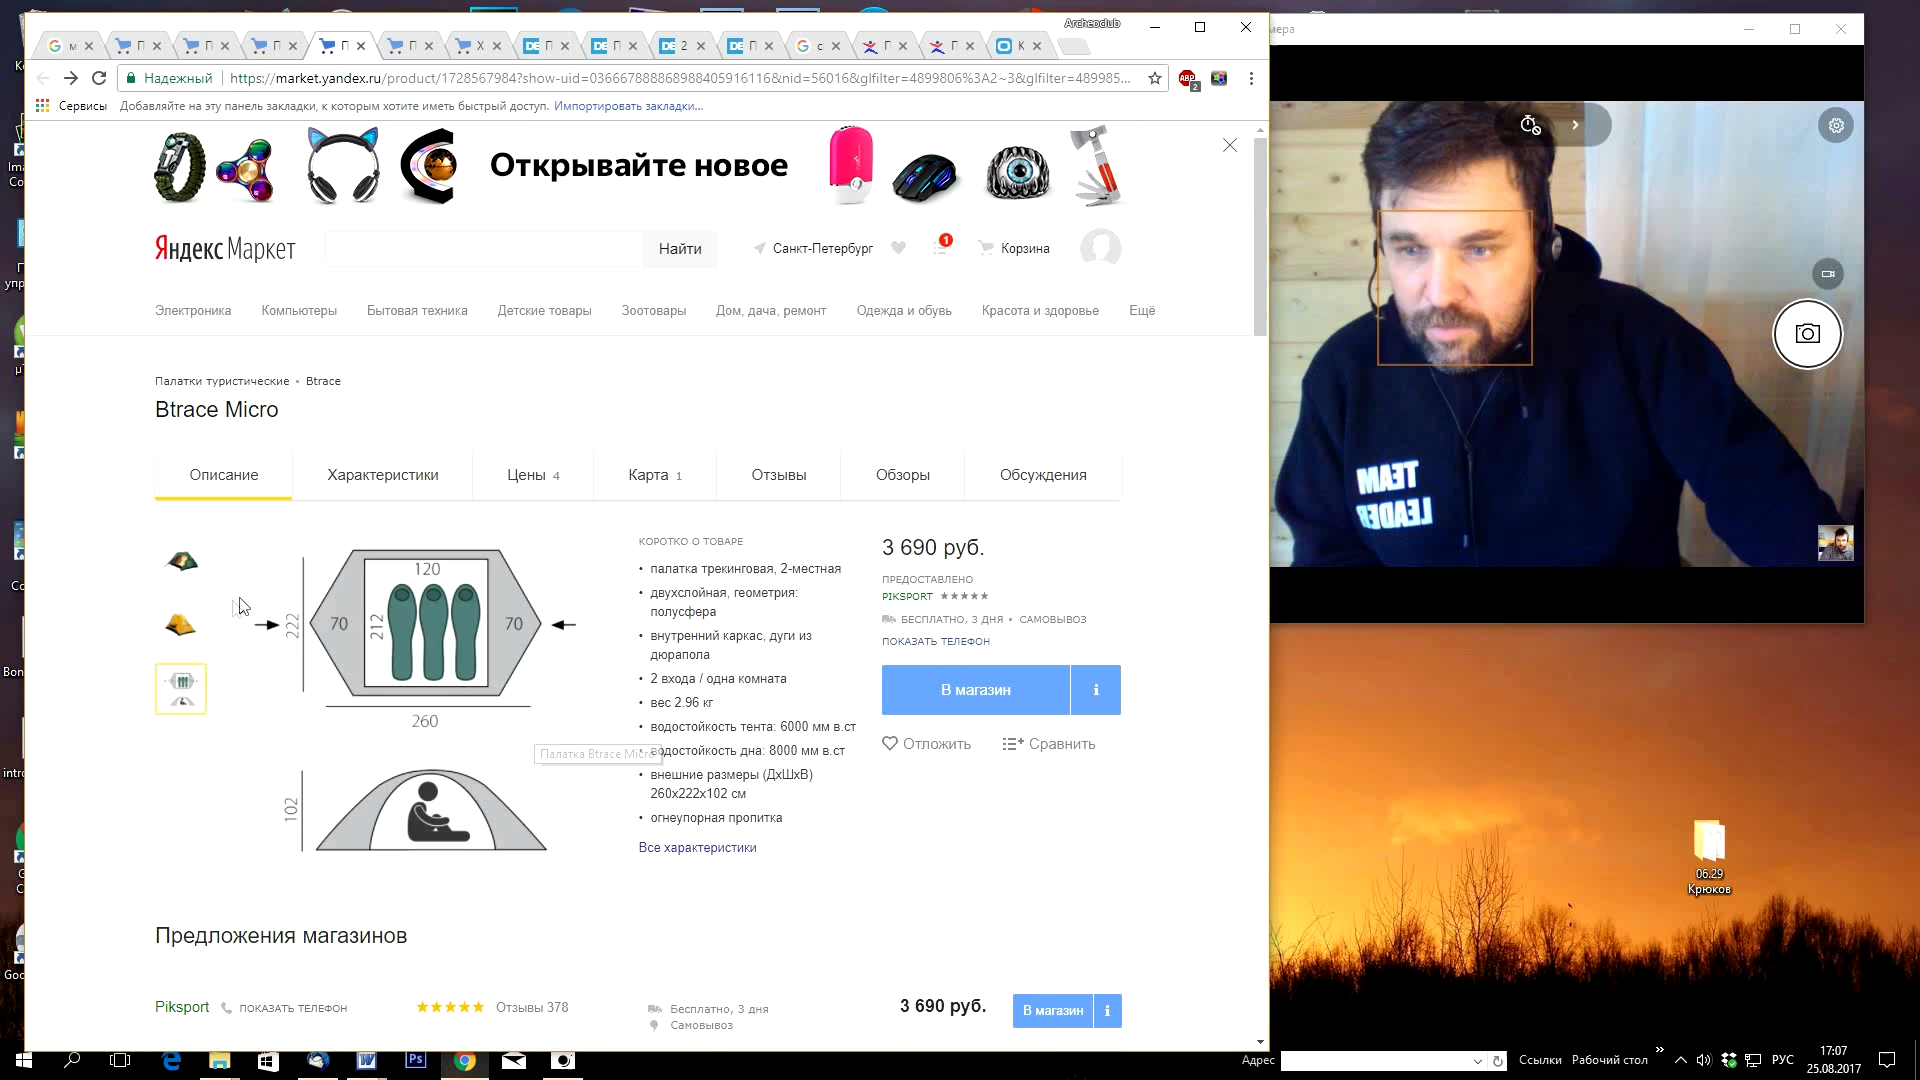 Archeoclub
Надежный
https://market.yandex.ru/product/1728567984?show-uid=036667888868988405916116&nid=56016&glfilter=4899806%3A2~3&glfilter=489985...
Сервисы
Добавляйте на эту панель закладки, к которым хотите иметь быстрый доступ.
Импортировать закладки...
Открывайте новое
Яндекс Маркет
Найти
Санкт-Петербург
1
Корзина
Электроника
Компьютеры
Бытовая техника
Детские товары
Зоотовары
Дом, дача, ремонт
Одежда и обувь
Красота и здоровье
Ещё
Палатки туристические • Btrace
Btrace Micro
Описание
Характеристики
Цены 4
Карта 1
Отзывы
Обзоры
Обсуждения
120
222
70
212
70
260
102
Палатка Btrace Micro
КОРОТКО О ТОВАРЕ
• палатка трекинговая, 2-местная
• двухслойная, геометрия:
полусфера
• внутренний каркас, дуги из
дюрапола
• 2 входа / одна комната
• вес 2.96 кг
• водостойкость тента: 6000 мм в.ст
• водостойкость дна: 8000 мм в.ст
• внешние размеры (ДxШxВ)
260x222x102 см
• огнеупорная пропитка
Все характеристики
3 690 руб.
ПРЕДОСТАВЛЕНО
PIKSPORT
БЕСПЛАТНО, 3 ДНЯ • САМОВЫВОЗ
ПОКАЗАТЬ ТЕЛЕФОН
В магазин
Отложить
Сравнить
Предложения магазинов
Piksport
ПОКАЗАТЬ ТЕЛЕФОН
Отзывы 378
Бесплатно, 3 дня
Самовывоз
3 690 руб.
В магазин
TEAM
LEADER
06.29
Крюков
Адрес
Ссылки
Рабочий стол
РУС
17:07
25.08.2017